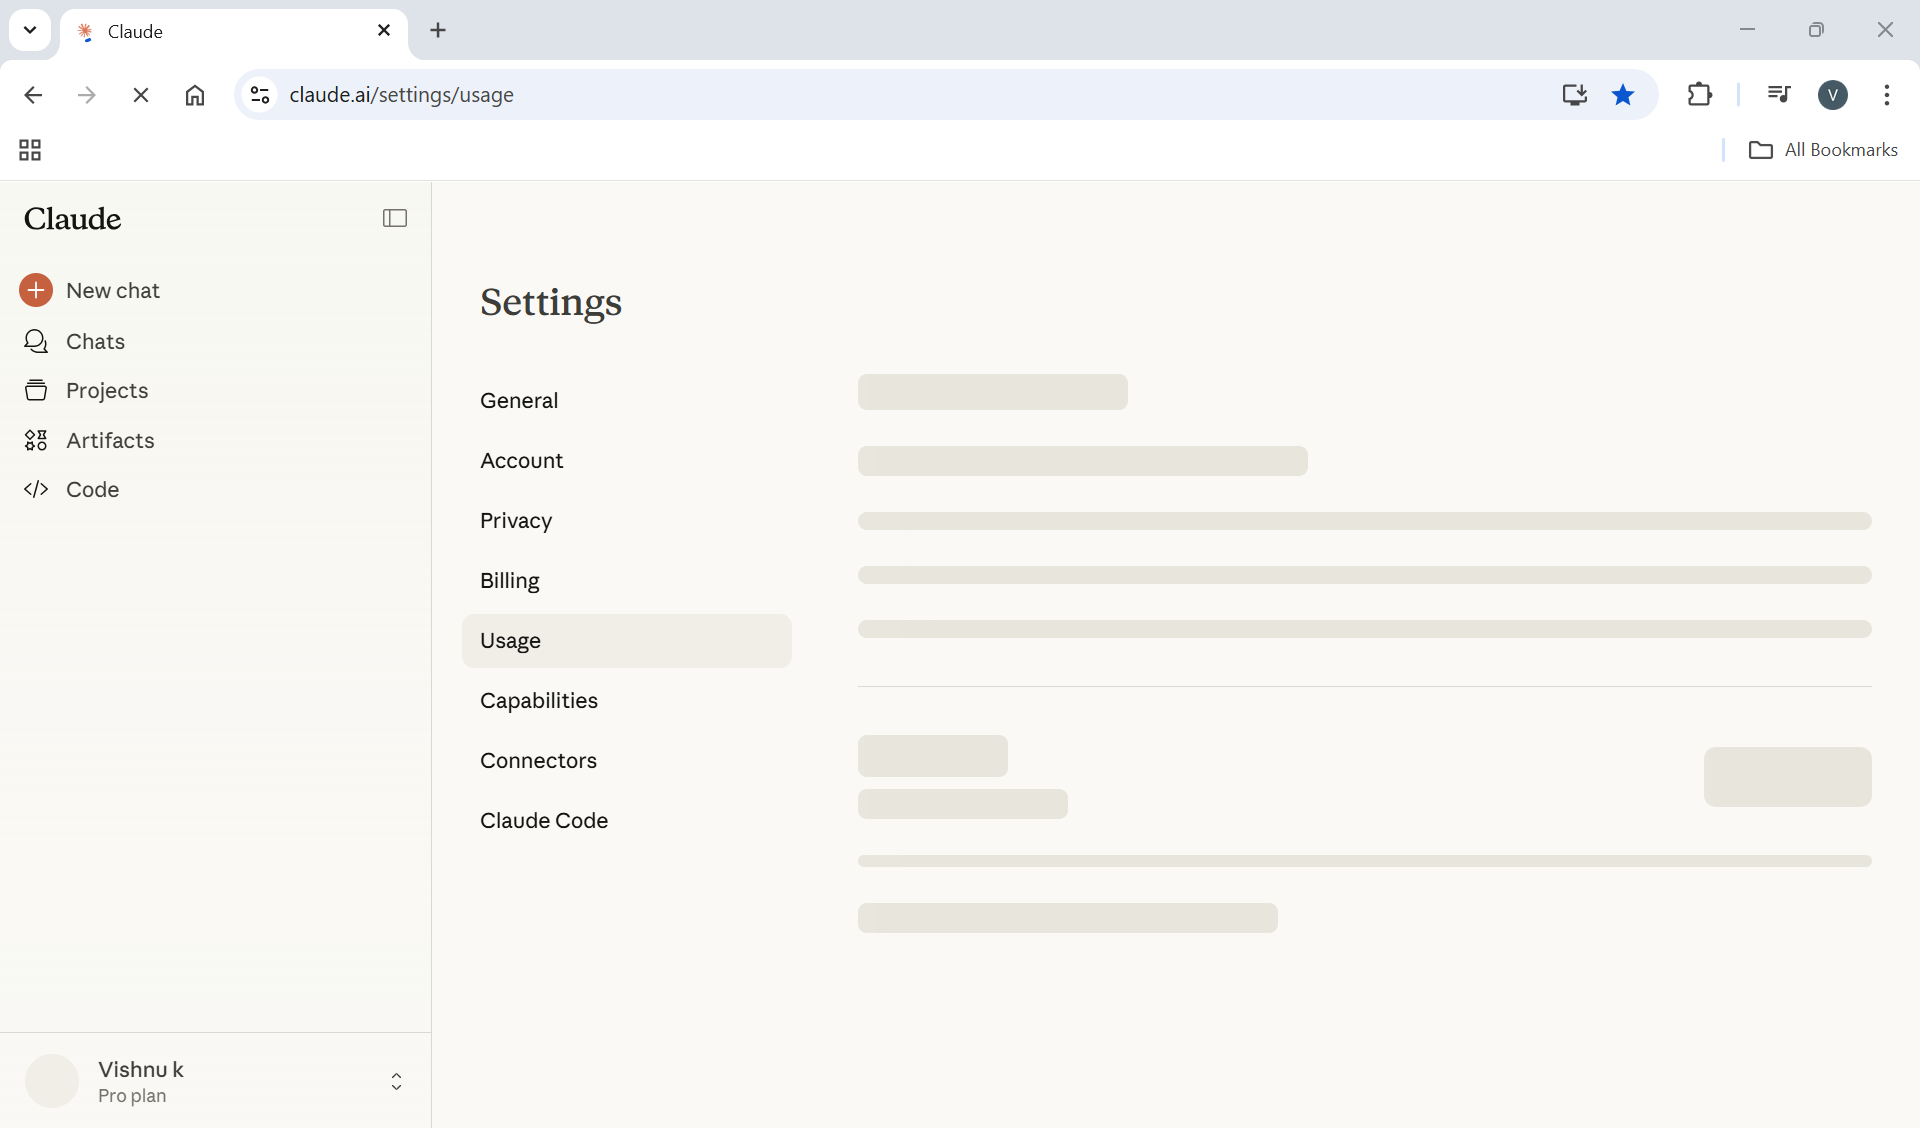 Claude
claude.ai/settings/usage
All Bookmarks
Claude
New chat
Chats
Projects
Artifacts
Code
Vishnu k
Pro plan
Settings
General
Account
Privacy
Billing
Usage
Capabilities
Connectors
Claude Code
V